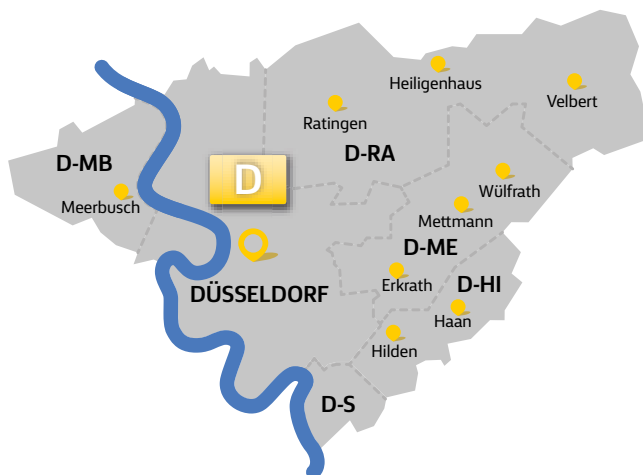 Heiligenhaus
Velbert
Ratingen
D-RA
D-MB
D
Wülfrath
Meerbusch
Mettmann
D-ME
Erkrath
D-HI
DÜSSELDORF
Haan
Hilden
D-S